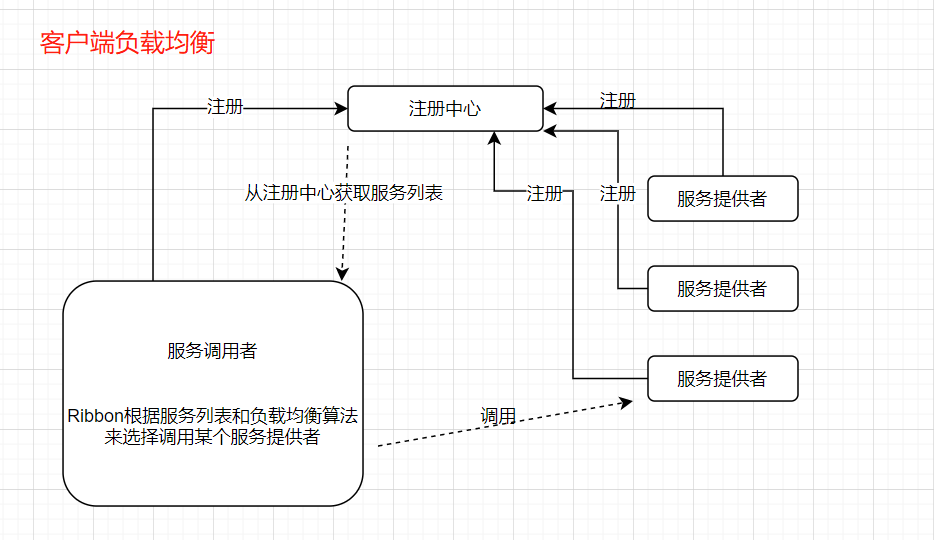 客户端负载均衡
注册
注册中心
注册
从注册中心获取服务列表
注册
注册
服务提供者
服务提供者
服务调用者
服务提供者
Ribbon根据服务列表和负载均衡算法
来选择调用某个服务提供者
调用